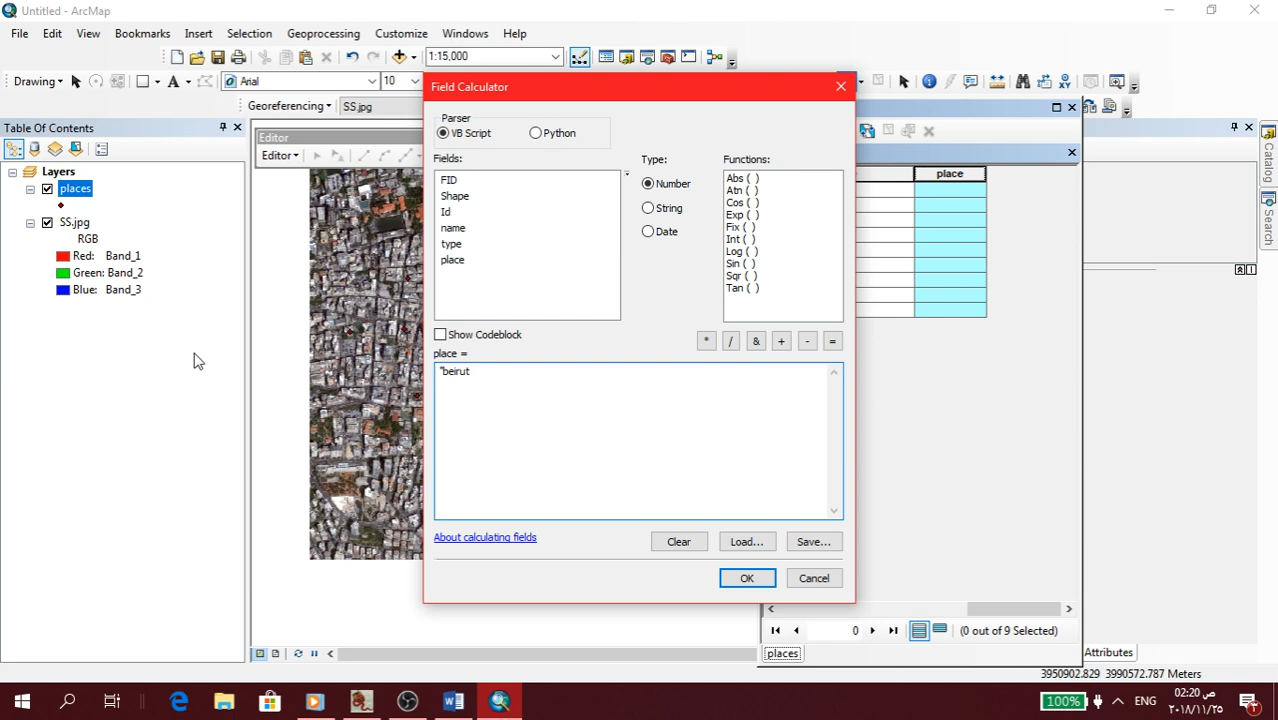 Untitled - ArcMap
File Edit View Bookmarks Insert Selection Geoprocessing Customize Windows Help
1:15,000
Drawing Arial 10
Georeferencing SS.jpg
Table Of Contents
Layers
places
SS.jpg
RGB
Red: Band_1
Green: Band_2
Blue: Band_3
Editor
Editor
Field Calculator
Parser
VB Script Python
Fields: Type: Functions:
FID
Shape
Id
name
type
place
Number
String
Date
Abs ( )
Atn ( )
Cos ( )
Exp ( )
Fix ( )
Int ( )
Log ( )
Sin ( )
Sqr ( )
Tan ( )
Show Codeblock
* / & + - =
place =
"beirut
About calculating fields
Clear Load... Save...
OK Cancel
place
0 (0 out of 9 Selected)
places
Attributes
Catalog
Search
3950902.829 3990572.787 Meters
100% ENG
02:20 ص
٢٠١٨/١١/٢٥